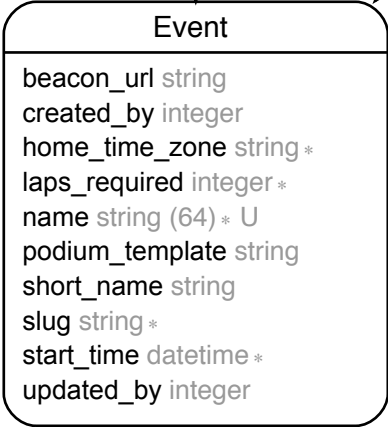 Event
beacon_url string
created_by integer
home_time_zone string *
laps_required integer *
name string (64) * U
podium_template string
short_name string
slug string *
start_time datetime *
updated_by integer